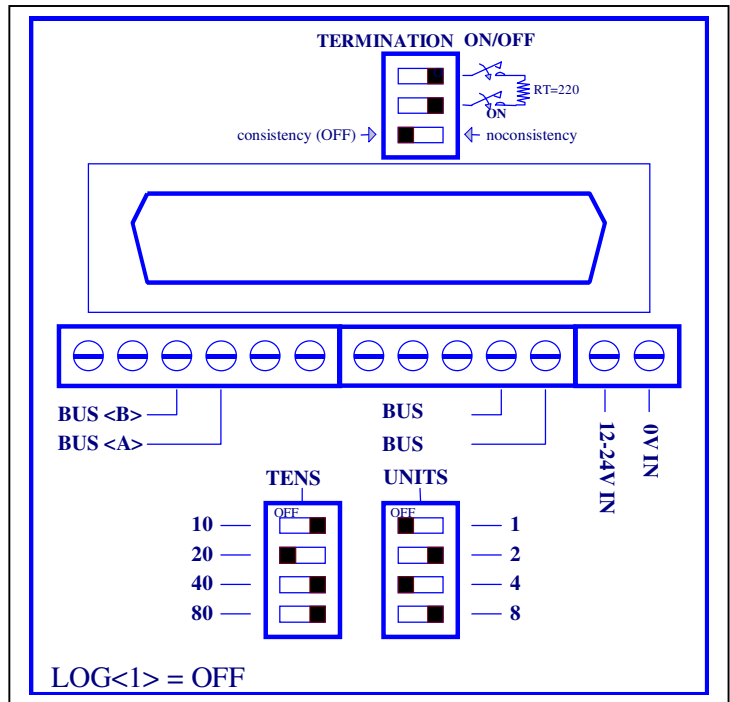 TERMINATION ON/OFF
RT=220
ON
consistency (OFF)
noconsistency
BUS <B>
BUS <A>
BUS
BUS
12-24V IN
0V IN
TENS
UNITS
OFF
OFF
10
1
20
2
40
4
80
8
LOG<1> = OFF